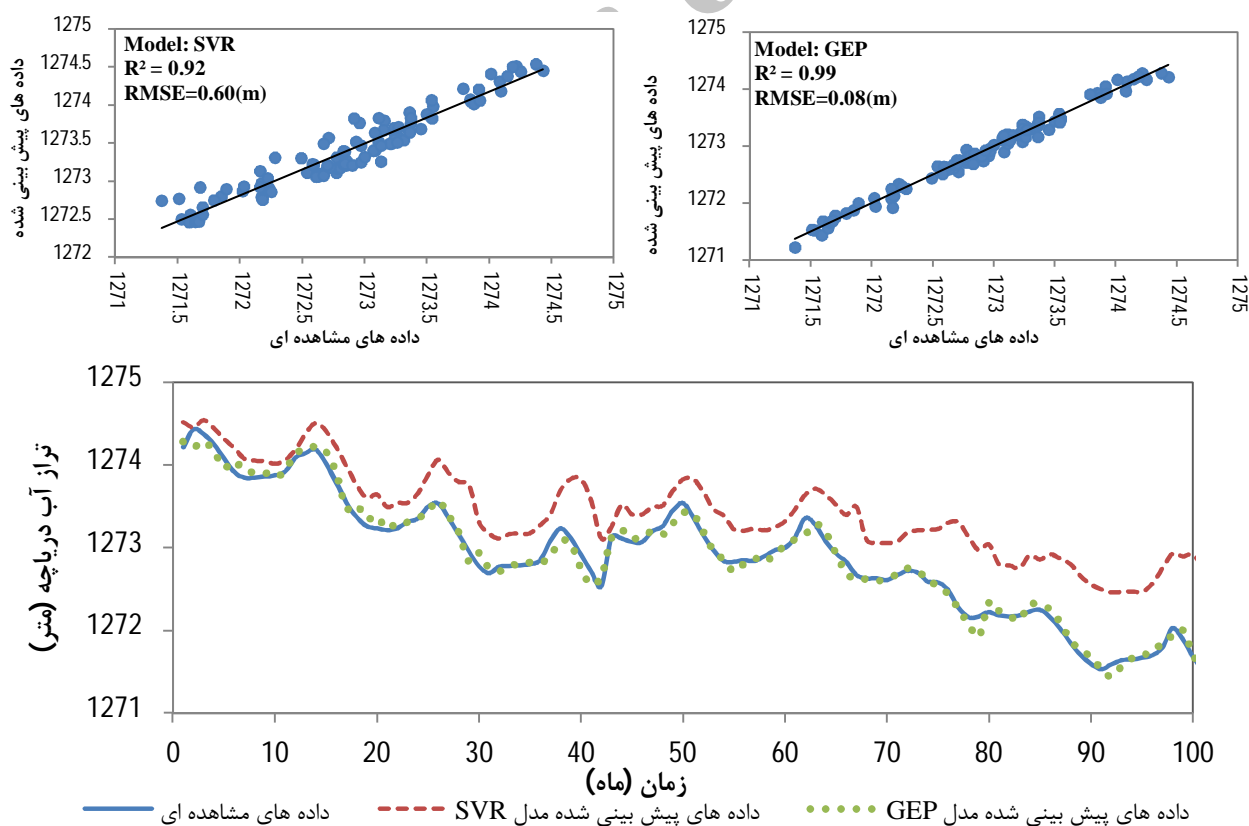 Model: SVR
R² = 0.92
RMSE=0.60(m)
داده های پیش بینی شده
1275
1274.5
1274
1273.5
1273
1272.5
1272
1271
1271.5
1272
1272.5
1273
1273.5
1274
1274.5
1275
داده های مشاهده ای
Model: GEP
R² = 0.99
RMSE=0.08(m)
داده های پیش بینی شده
1275
1274
1273
1272
1271
1271
1271.5
1272
1272.5
1273
1273.5
1274
1274.5
1275
داده های مشاهده ای
تراز آب دریاچه (متر)
1275
1274
1273
1272
1271
0 10 20 30 40 50 60 70 80 90 100
زمان (ماه)
داده های مشاهده ای
داده های پیش بینی شده مدل SVR
داده های پیش بینی شده مدل GEP